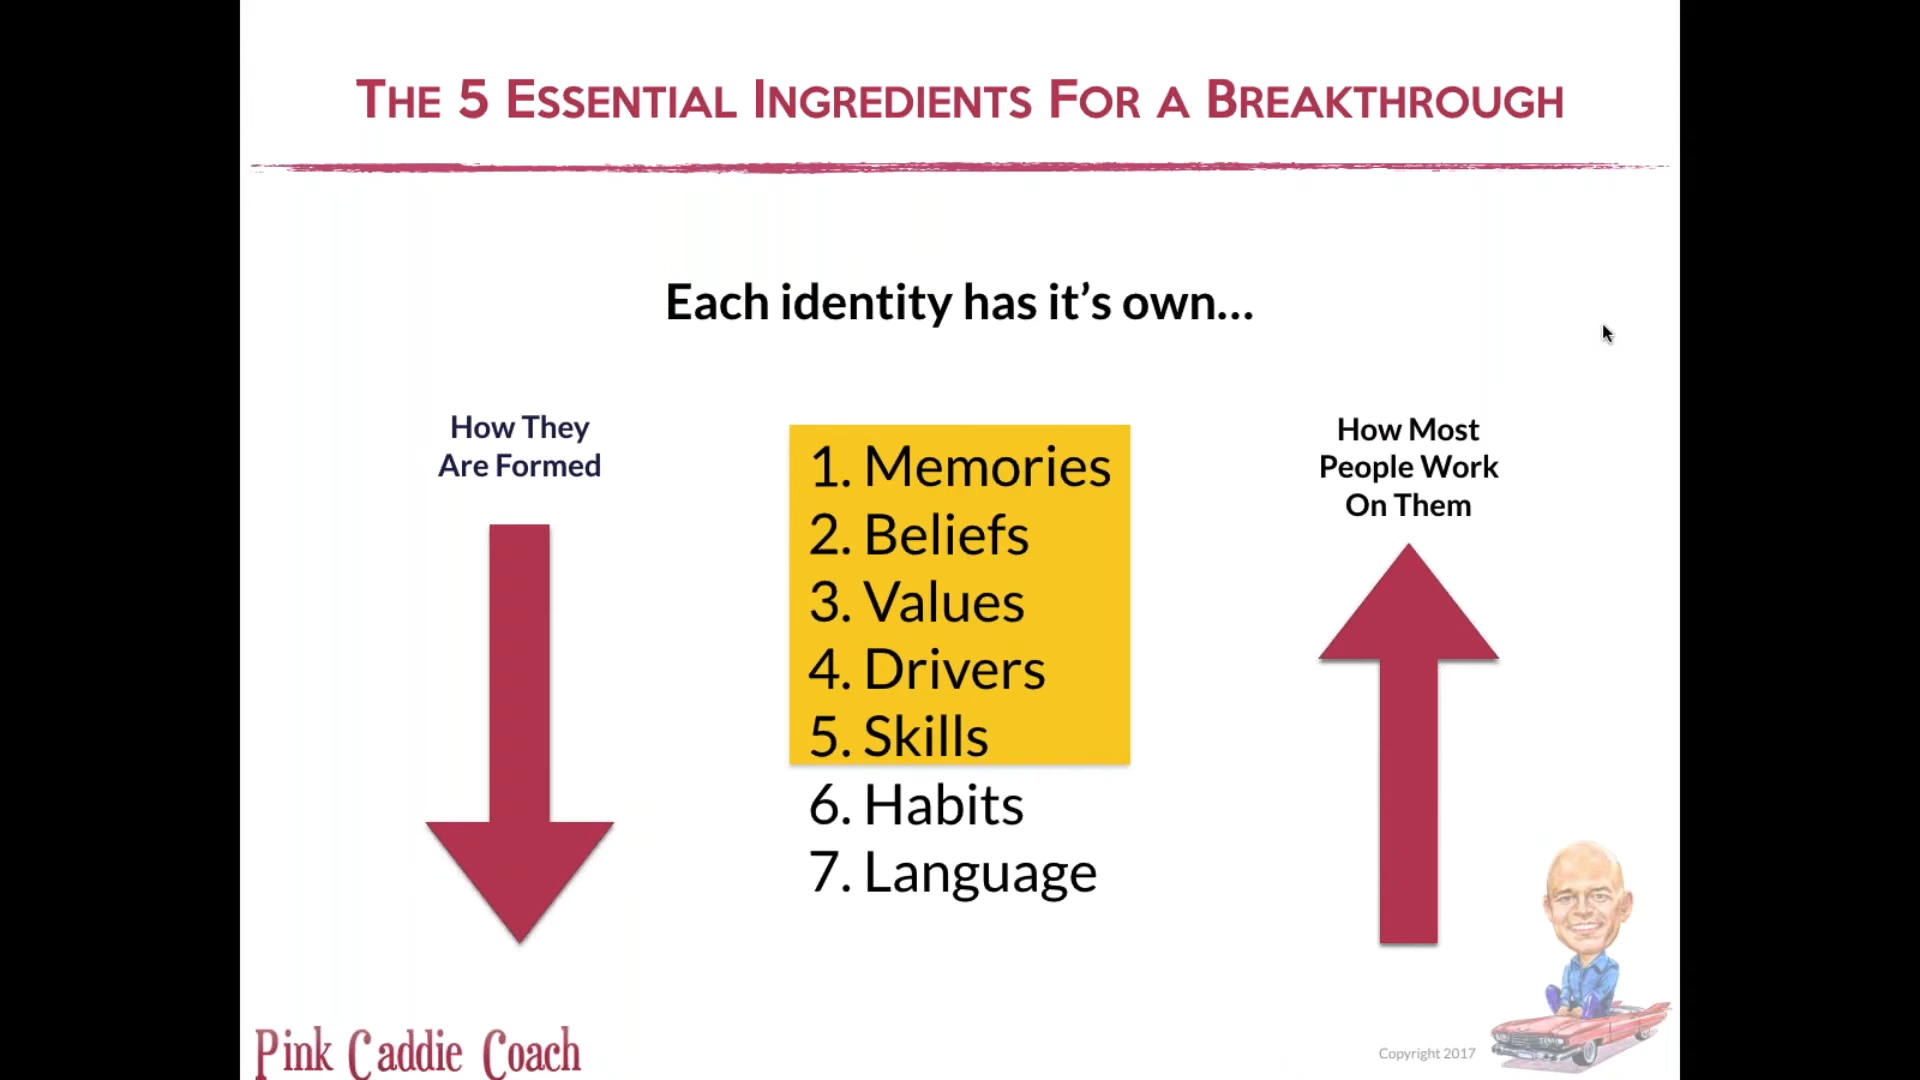 THE 5 ESSENTIAL INGREDIENTS FOR A BREAKTHROUGH
Each identity has it’s own...
How They
Are Formed
1. Memories
2. Beliefs
3. Values
4. Drivers
5. Skills
6. Habits
7. Language
How Most
People Work
On Them
Pink Caddie Coach
Copyright 2017